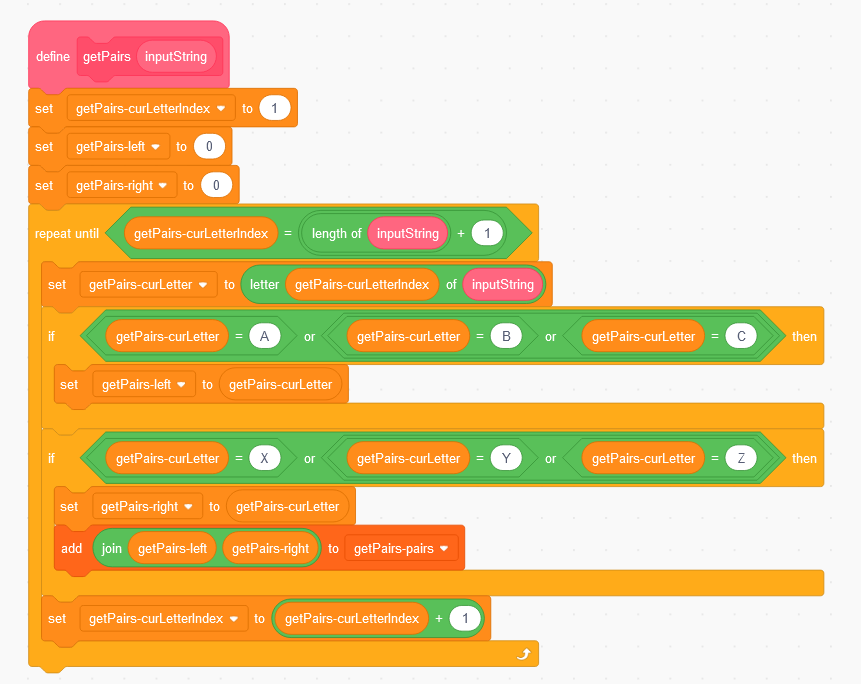 define getPairs inputString
set getPairs-curLetterIndex to 1
set getPairs-left to 0
set getPairs-right to 0
repeat until getPairs-curLetterIndex = length of inputString + 1
set getPairs-curLetter to letter getPairs-curLetterIndex of inputString
if getPairs-curLetter = A or getPairs-curLetter = B or getPairs-curLetter = C then
set getPairs-left to getPairs-curLetter
if getPairs-curLetter = X or getPairs-curLetter = Y or getPairs-curLetter = Z then
set getPairs-right to getPairs-curLetter
add join getPairs-left getPairs-right to getPairs-pairs
set getPairs-curLetterIndex to getPairs-curLetterIndex + 1